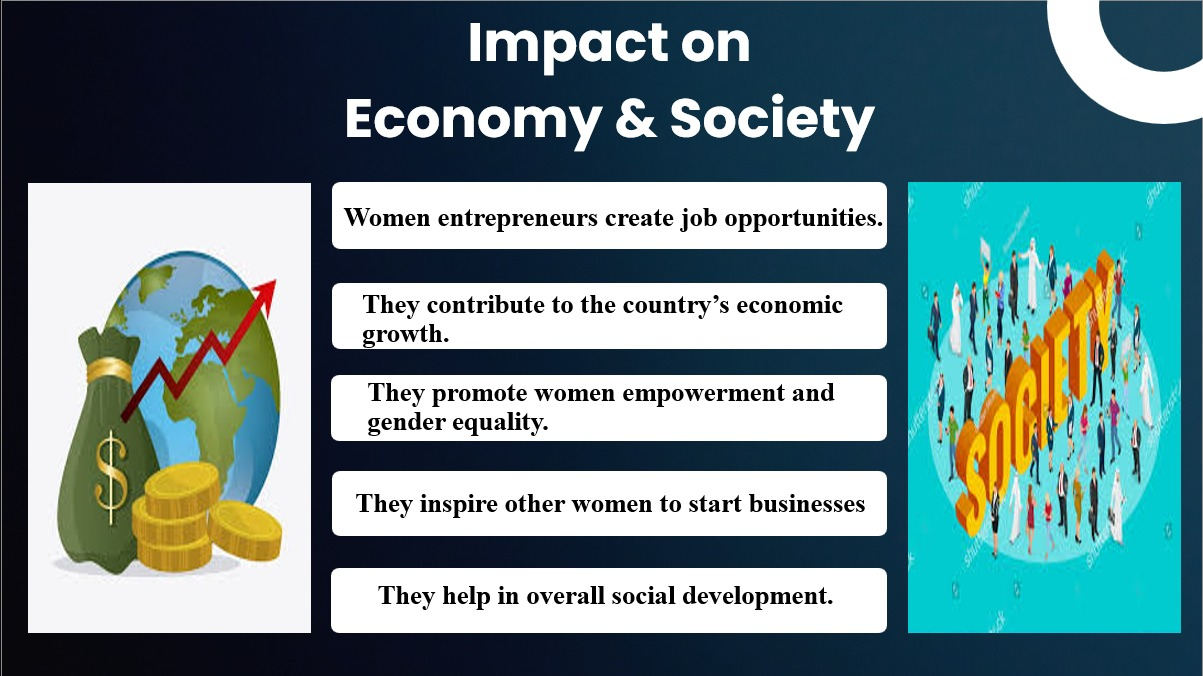 Impact on
Economy & Society
Women entrepreneurs create job opportunities.
They contribute to the country’s economic
growth.
They promote women empowerment and
gender equality.
They inspire other women to start businesses
They help in overall social development.
$
SOCIETY